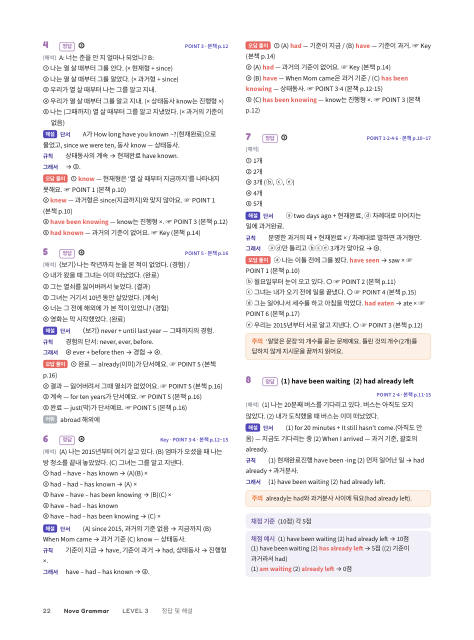 4 정답 ③ POINT 3 · 본책 p.12
[해석] A: 너는 준을 안 지 얼마나 되었니? B:
① 나는 열 살 때부터 그를 안다. (× 현재형 + since)
② 나는 열 살 때부터 그를 알았다. (× 과거형 + since)
③ 우리가 열 살 때부터 나는 그를 알고 지내.
④ 우리가 열 살 때부터 나는 그를 알고 지내. (× 상태동사 know는 진행형 ×)
⑤ 나는 (그때까지) 열 살 때부터 그를 알고 지냈었다. (× 과거의 기준이
없음)
해설 단서 A가 How long have you known ~?(현재완료)으로
물었고, since we were ten, 동사 know — 상태동사.
규칙 상태동사의 계속 → 현재완료 have known.
그래서 → ③.
오답 풀이 ① know — 현재형은 '열 살 때부터 지금까지'를 나타내지
못해요. ☞ POINT 1 (본책 p.10)
② knew — 과거형은 since(지금까지)와 맞지 않아요. ☞ POINT 1
(본책 p.10)
④ have been knowing — know는 진행형 ×. ☞ POINT 3 (본책 p.12)
⑤ had known — 과거의 기준이 없어요. ☞ Key (본책 p.14)
5 정답 ④ POINT 5 · 본책 p.16
[해석] 〈보기〉 나는 작년까지 눈을 본 적이 없었다. (경험) /
① 내가 왔을 때 그녀는 이미 떠났었다. (완료)
② 그는 열쇠를 잃어버려서 늦었다. (결과)
③ 그녀는 거기서 10년 동안 살았었다. (계속)
④ 너는 그 전에 해외에 가 본 적이 있었니? (경험)
⑤ 영화는 막 시작했었다. (완료)
해설 단서 〈보기〉 never + until last year — 그때까지의 경험.
규칙 경험의 단서: never, ever, before.
그래서 ④ ever + before then → 경험 → ④.
오답 풀이 ① 완료 — already(이미)가 단서예요. ☞ POINT 5 (본책
p.16)
② 결과 — 잃어버려서 그때 열쇠가 없었어요. ☞ POINT 5 (본책 p.16)
③ 계속 — for ten years가 단서예요. ☞ POINT 5 (본책 p.16)
⑤ 완료 — just(막)가 단서예요. ☞ POINT 5 (본책 p.16)
어휘 abroad 해외에
6 정답 ④ Key · POINT 3·4 · 본책 p.12~15
[해석] (A) 나는 2015년부터 여기 살고 있다. (B) 엄마가 오셨을 때 나는
방 청소를 끝내 놓았었다. (C) 그녀는 그를 알고 지낸다.
① had – have – has known → (A)(B) ×
② had – had – has known → (A) ×
③ have – have – has been knowing → (B)(C) ×
④ have – had – has known
⑤ have – had – has been knowing → (C) ×
해설 단서 (A) since 2015, 과거의 기준 없음 → 지금까지 (B)
When Mom came → 과거 기준 (C) know — 상태동사.
규칙 기준이 지금 → have, 기준이 과거 → had, 상태동사 → 진행형
×.
그래서 have – had – has known → ④.
오답 풀이 ① (A) had — 기준이 지금 / (B) have — 기준이 과거. ☞ Key
(본책 p.14)
② (A) had — 과거의 기준이 없어요. ☞ Key (본책 p.14)
③ (B) have — When Mom came은 과거 기준 / (C) has been
knowing — 상태동사. ☞ POINT 3·4 (본책 p.12·15)
⑤ (C) has been knowing — know는 진행형 ×. ☞ POINT 3 (본책
p.12)
7 정답 ③ POINT 1·2·4·6 · 본책 p.10~17
[해석]
① 1개
② 2개
③ 3개 (ⓑ, ⓒ, ⓔ)
④ 4개
⑤ 5개
해설 단서 ⓐ two days ago + 현재완료, ⓓ 차례대로 이어지는
일에 과거완료.
규칙 분명한 과거의 때 + 현재완료 × / 차례대로 말하면 과거형만.
그래서 ⓐⓓ만 틀리고 ⓑⓒⓔ 3개가 맞아요 → ③.
오답 풀이 ⓐ 나는 이틀 전에 그를 봤다. have seen → saw × ☞
POINT 1 (본책 p.10)
ⓑ 월요일부터 눈이 오고 있다. ○ ☞ POINT 2 (본책 p.11)
ⓒ 그녀는 내가 오기 전에 일을 끝냈다. ○ ☞ POINT 4 (본책 p.15)
ⓓ 그는 일어나서 세수를 하고 아침을 먹었다. had eaten → ate × ☞
POINT 6 (본책 p.17)
ⓔ 우리는 2015년부터 서로 알고 지낸다. ○ ☞ POINT 3 (본책 p.12)
주의 '알맞은 문장'의 개수를 묻는 문제예요. 틀린 것의 개수(2개)를
답하지 않게 지시문을 끝까지 읽어요.
8 정답 (1) have been waiting (2) had already left
POINT 2·4 · 본책 p.11·15
[해석] (1) 나는 20분째 버스를 기다리고 있다. 버스는 아직도 오지
않았다. (2) 내가 도착했을 때 버스는 이미 떠났었다.
해설 단서 (1) for 20 minutes + It still hasn't come.(아직도 안
옴) — 지금도 기다리는 중 (2) When I arrived — 과거 기준, 괄호의
already.
규칙 (1) 현재완료진행 have been -ing (2) 먼저 일어난 일 → had
already + 과거분사.
그래서 (1) have been waiting (2) had already left.
주의 already는 had와 과거분사 사이에 둬요(had already left).
채점 기준 (10점) 각 5점
채점 예시 (1) have been waiting (2) had already left → 10점
(1) have been waiting (2) has already left → 5점 ((2) 기준이
과거라서 had)
(1) am waiting (2) already left → 0점
22 Nova Grammar LEVEL 3 정답 및 해설